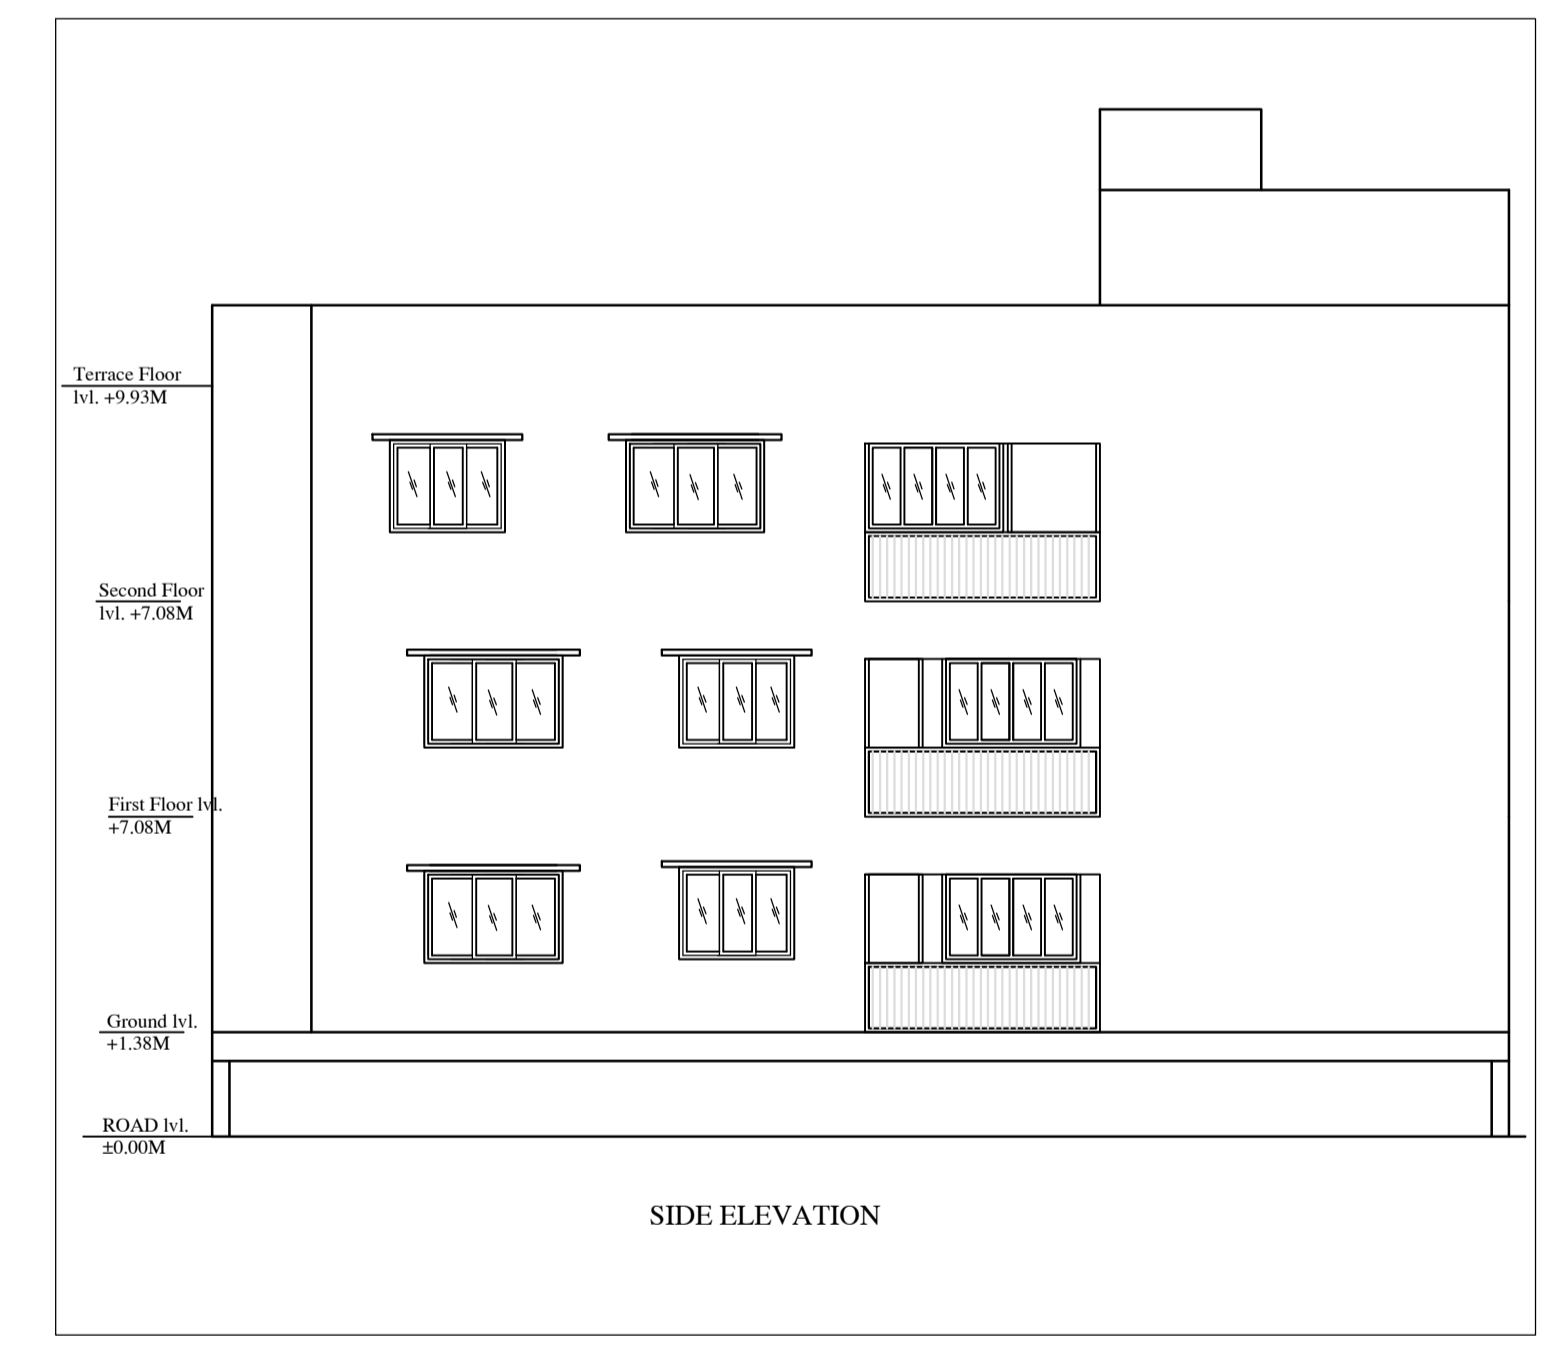 Terrace Floor
lvl. +9.93M
Second Floor
lvl. +7.08M
First Floor lvl.
+7.08M
Ground lvl.
+1.38M
ROAD lvl.
±0.00M
SIDE ELEVATION